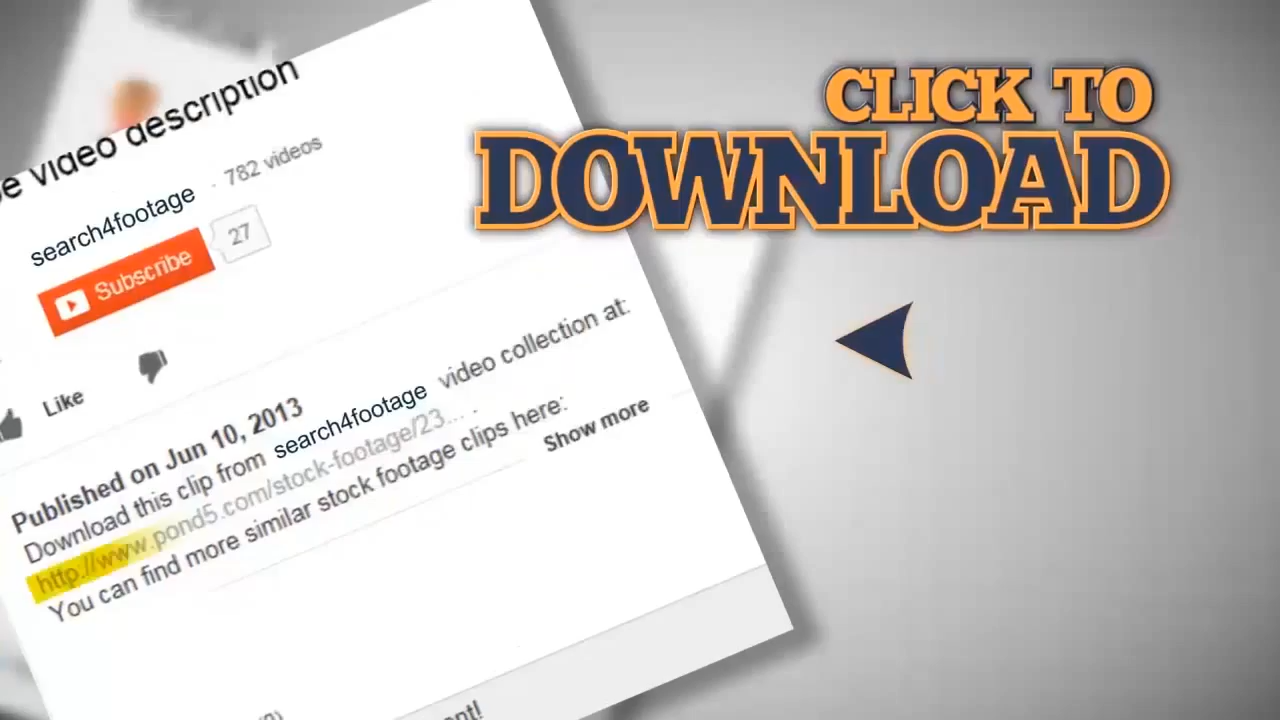 CLICK TO
DOWNLOAD
video description
search4footage · 782 videos
Subscribe 27
Like
Published on Jun 10, 2013
Download this clip from search4footage video collection at:
http://www.pond5.com/stock-footage/23... .
You can find more similar stock footage clips here:
Show more